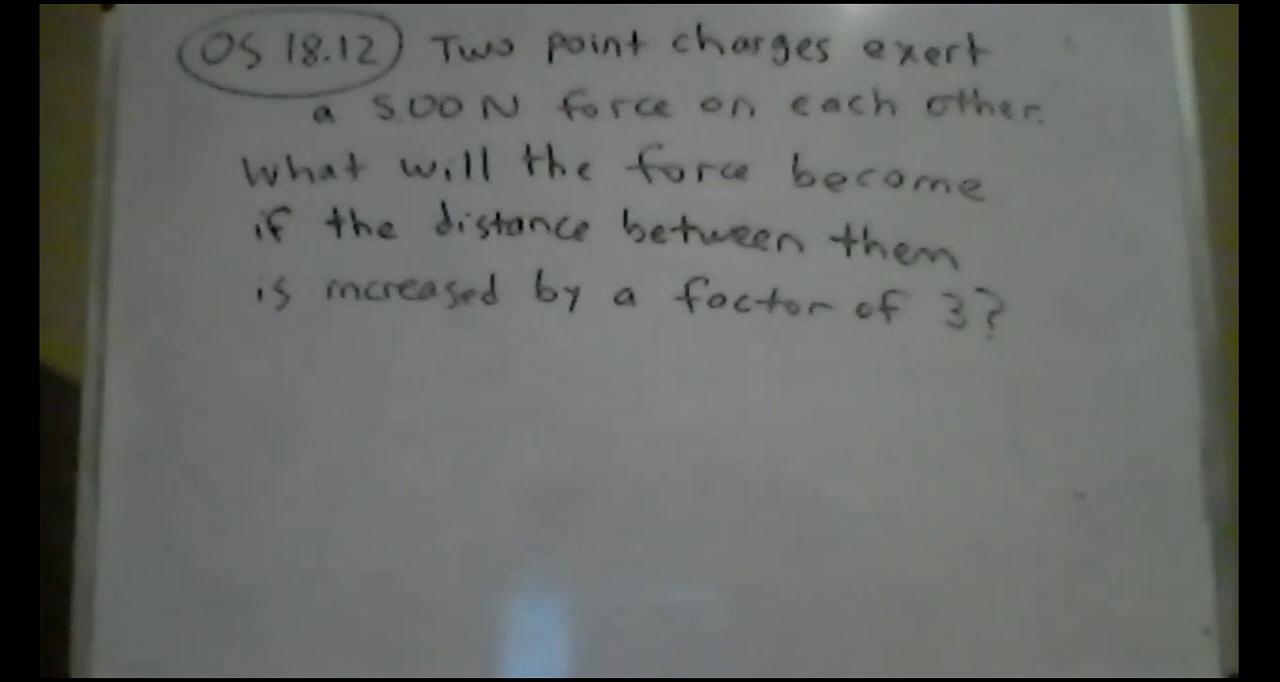 OS 18.12 Two point charges exert
a 5.00 N force on each other.
What will the force become
if the distance between them
is increased by a factor of 3?